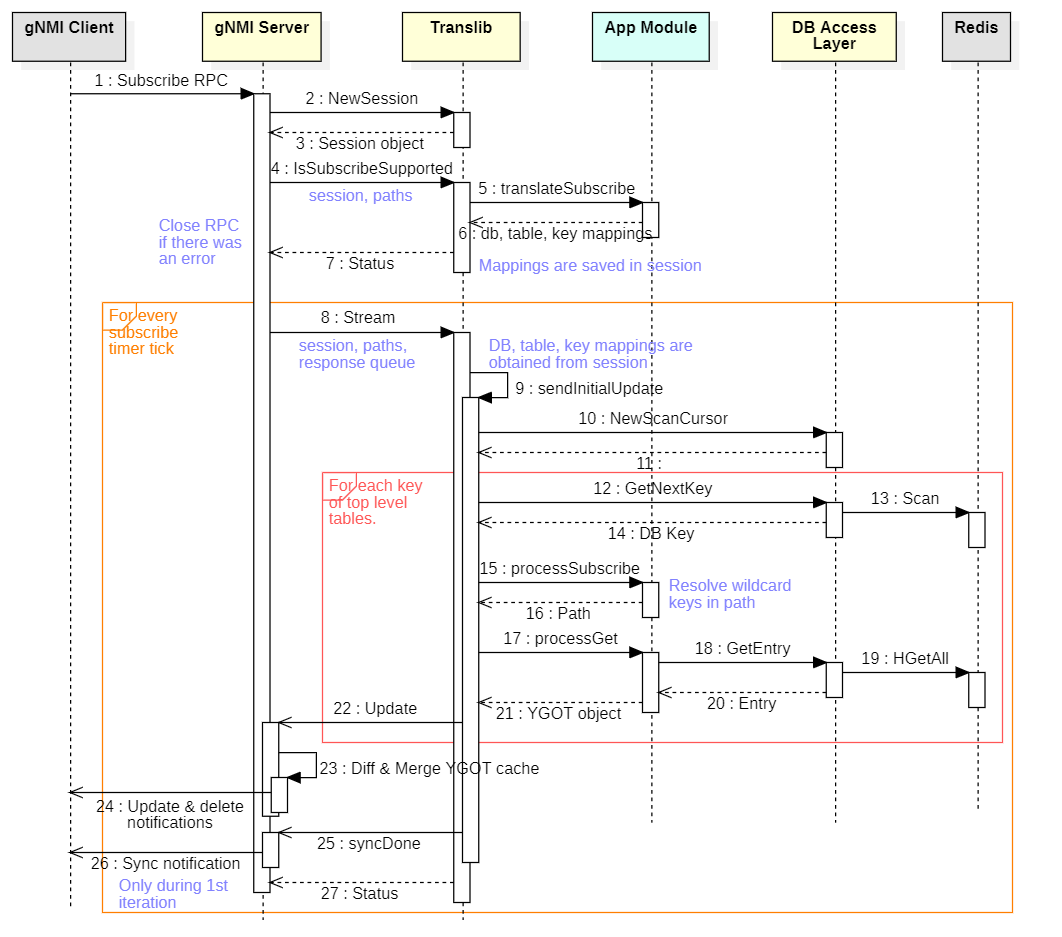 gNMI Client
gNMI Server
Translib
App Module
DB Access
Layer
Redis
1 : Subscribe RPC
2 : NewSession
3 : Session object
4 : IsSubscribeSupported
session, paths
5 : translateSubscribe
6 : db, table, key mappings
Close RPC
if there was
an error
7 : Status
Mappings are saved in session
For every
subscribe
timer tick
8 : Stream
session, paths,
response queue
DB, table, key mappings are
obtained from session
9 : sendInitialUpdate
10 : NewScanCursor
11 :
For each key
of top level
tables.
12 : GetNextKey
13 : Scan
14 : DB Key
15 : processSubscribe
Resolve wildcard
keys in path
16 : Path
17 : processGet
18 : GetEntry
19 : HGetAll
20 : Entry
21 : YGOT object
22 : Update
23 : Diff & Merge YGOT cache
24 : Update & delete
notifications
25 : syncDone
26 : Sync notification
Only during 1st
iteration
27 : Status